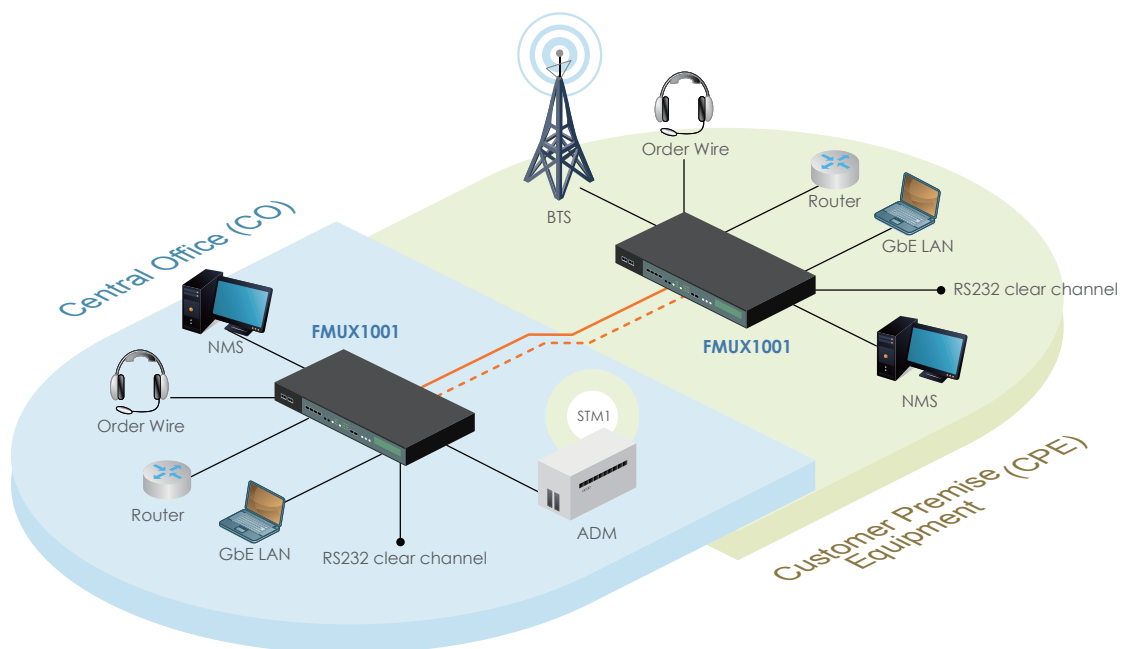 Order Wire
Router
BTS
GbE LAN
Central Office (CO)
RS232 clear channel
FMUX1001
FMUX1001
NMS
NMS
Order Wire
STM1
Router
ADM
GbE LAN
RS232 clear channel
Customer Premise (CPE)
Equipment